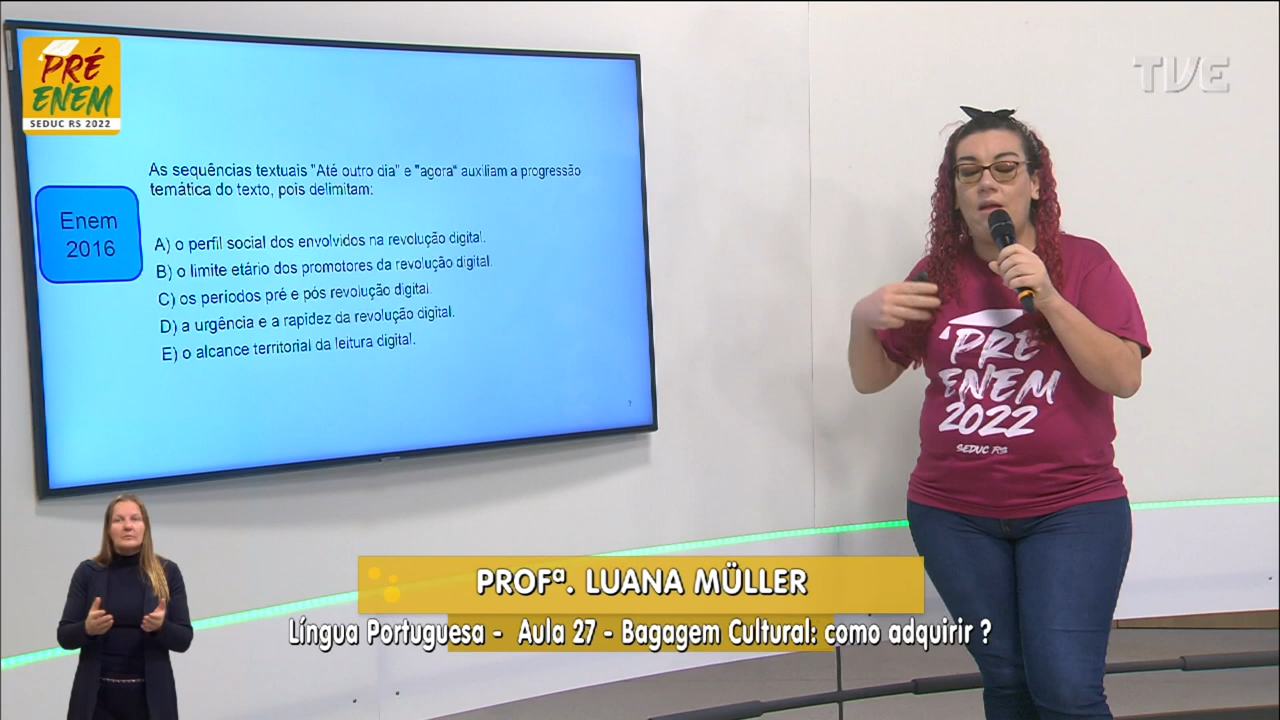 PRÉ
ENEM
SEDUC RS 2022
TVE
Enem
2016
As sequências textuais "Até outro dia" e "agora" auxiliam a progressão
temática do texto, pois delimitam:
A) o perfil social dos envolvidos na revolução digital.
B) o limite etário dos promotores da revolução digital.
C) os períodos pré e pós revolução digital.
D) a urgência e a rapidez da revolução digital.
E) o alcance territorial da leitura digital.
7
PRÉ
ENEM
2022
SEDUC RS
PROFª. LUANA MÜLLER
Língua Portuguesa - Aula 27 - Bagagem Cultural: como adquirir ?